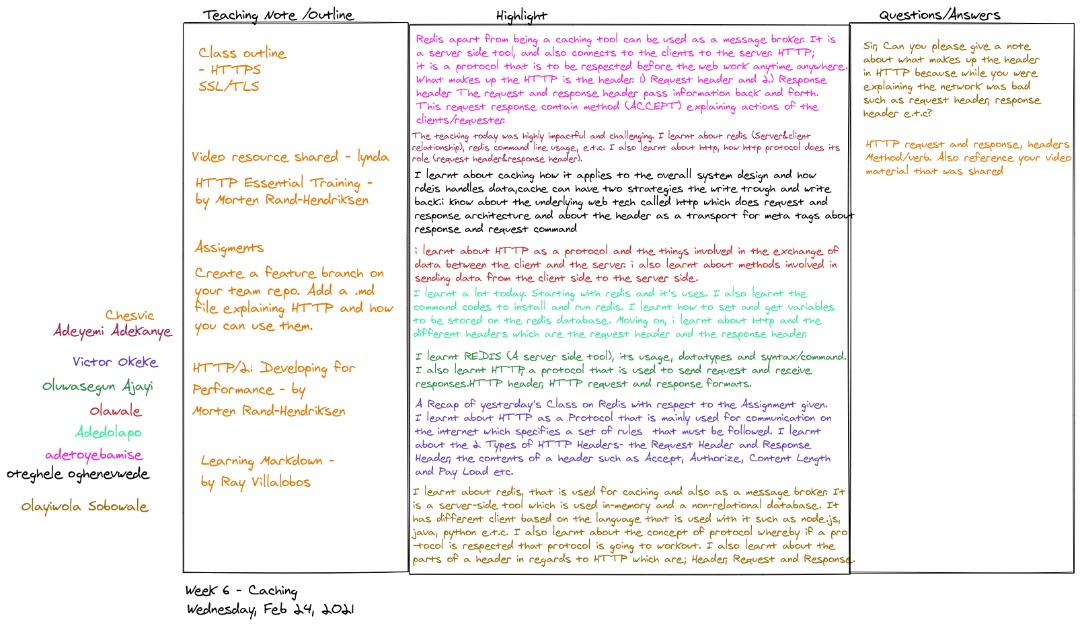 Teaching Note /Outline
Class outline
- HTTPS
SSL/TLS
Video resource shared - lynda
HTTP Essential Training -
by Morten Rand-Hendriksen
Assigments
Create a feature branch on
your team repo. Add a .md
file explaining HTTP and how
you can use them.
HTTP/2: Developing for
Performance - by
Morten Rand-Hendriksen
Learning Markdown -
by Ray Villalobos
Highlight
Redis apart from being a caching tool can be used as a message broker. It is
a server side tool, and also connects to the clients to the server. HTTP;
it is a protocol that is to be respected before the web work anytime anywhere.
What makes up the HTTP is the header. 1) Request header and 2.) Response
header The request and response header pass information back and forth.
This request response contain method (ACCEPT) explaining actions of the
clients/requester.
The teaching today was highly impactful and challenging. I learnt about redis (Server&client
relationship), redis command line usage, e.t.c. I also learnt about http, how http protocol does its
role (request header&response header).
I learnt about caching how it applies to the overall system design and how
rdeis handles data,cache can have two strategies the write trough and write
back.i know about the underlying web tech called http which does request and
response architecture and about the header as a transport for meta tags about
response and request command
i learnt about HTTP as a protocol and the things involved in the exchange of
data between the client and the server. i also learnt about methods involved in
sending data from the client side to the server side.
I learnt a lot today. Starting with redis and it's uses. I also learnt the
command codes to install and run redis. I learnt how to set and get variables
to be stored on the redis database. Moving on, i learnt about http and the
different headers which are the request header and the response header.
I learnt REDIS (A server side tool), its usage, datatypes and syntax/command.
I also learnt HTTP, a protocol that is used to send request and receive
responses.HTTP header, HTTP request and response formats.
A Recap of yesterday's Class on Redis with respect to the Assignment given.
I learnt about HTTP as a Protocol that is mainly used for communication on
the internet which specifies a set of rules that must be followed. I learnt
about the 2 Types of HTTP Headers- the Request Header and Response
Header, the contents of a header such as Accept, Authorize, Content Length
and Pay Load etc.
I learnt about redis, that is used for caching and also as a message broker. It
is a server-side tool which is used in-memory and a non-relational database. It
has different client based on the language that is used with it such as node.js,
java, python e.t.c. I also learnt about the concept of protocol whereby if a pro
-tocol is respected that protocol is going to workout. I also learnt about the
parts of a header in regards to HTTP which are; Header, Request and Response.
Questions/Answers
Sir, Can you please give a note
about what makes up the header
in HTTP because while you were
explaining the network was bad
such as request header, response
header e.t.c?
HTTP request and response, headers
Method/verb. Also reference your video
material that was shared
Chesvic
Adeyemi Adekanye
Victor Okeke
Oluwasegun Ajayi
Olawale
Adedolapo
adetoyebamise
oteghele oghenevwede
Olayiwola Sobowale
Week 6 - Caching
Wednesday, Feb 24, 2021